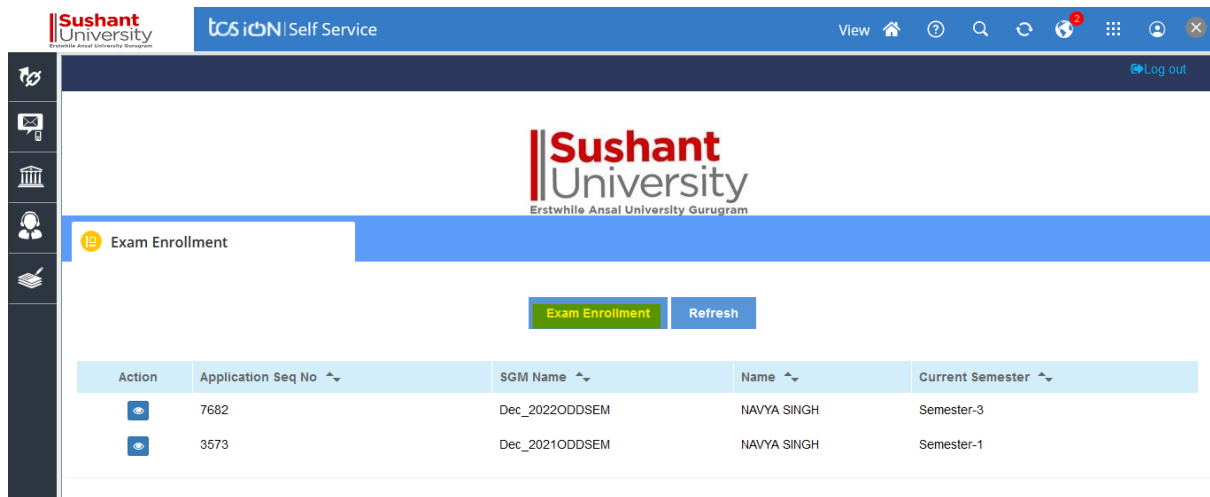 Sushant
University
Erstwhile Ansal University Gurugram
tcs iON | Self Service
View
2
Log out
Sushant
University
Erstwhile Ansal University Gurugram
Exam Enrollment
Exam Enrollment Refresh
Action Application Seq No SGM Name Name Current Semester
7682 Dec_2022ODDSEM NAVYA SINGH Semester-3
3573 Dec_2021ODDSEM NAVYA SINGH Semester-1